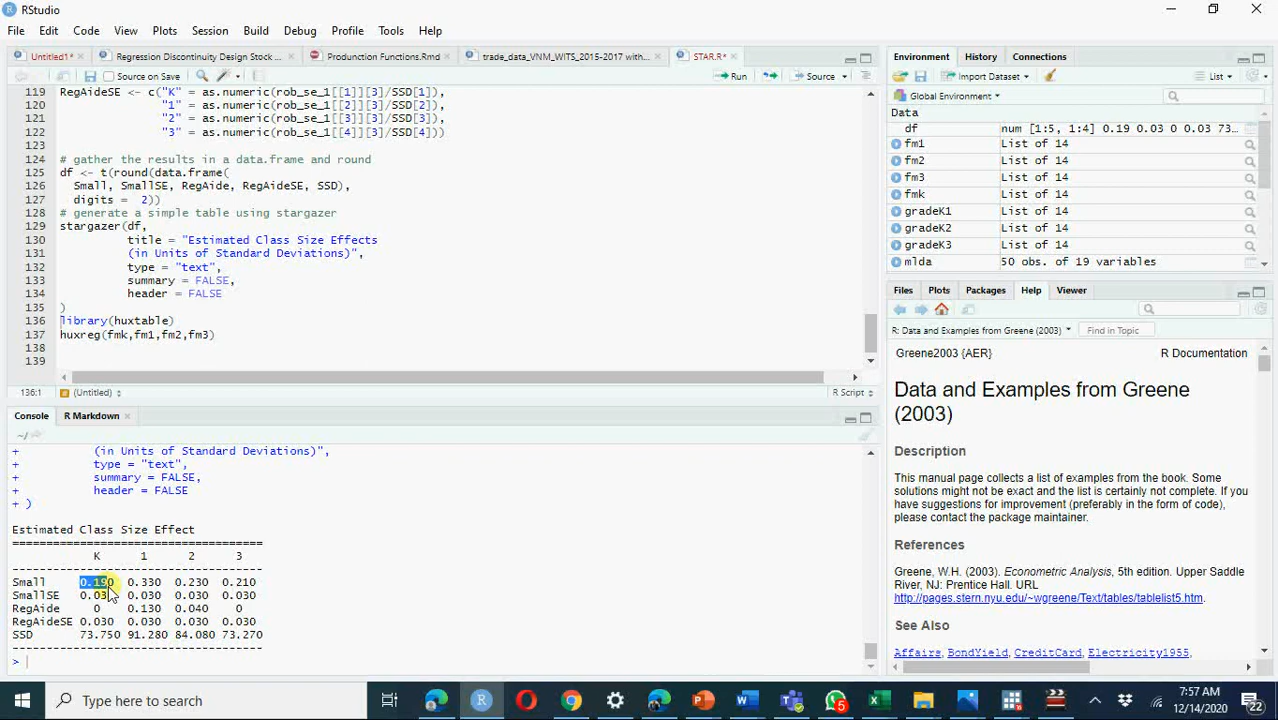 RStudio
File Edit Code View Plots Session Build Debug Profile Tools Help
Untitled1* Regression Discontinuity Design Stock ... Producntion Functions.Rmd trade_data_VNM_WITS_2015-2017 with... STAR.R*
Source on Save Run Source
119 RegAideSE <- c("K" = as.numeric(rob_se_1[[1]][3]/SSD[1]),
120 "1" = as.numeric(rob_se_1[[2]][3]/SSD[2]),
121 "2" = as.numeric(rob_se_1[[3]][3]/SSD[3]),
122 "3" = as.numeric(rob_se_1[[4]][3]/SSD[4]))
123
124 # gather the results in a data.frame and round
125 df <- t(round(data.frame(
126 Small, SmallSE, RegAide, RegAideSE, SSD),
127 digits = 2))
128 # generate a simple table using stargazer
129 stargazer(df,
130 title = "Estimated Class Size Effects
131 (in Units of Standard Deviations)",
132 type = "text",
133 summary = FALSE,
134 header = FALSE
135 )
136 library(huxtable)
137 huxreg(fmk,fm1,fm2,fm3)
138
139
136:1 (Untitled) R Script
Console R Markdown
~/
+ (in Units of Standard Deviations)",
+ type = "text",
+ summary = FALSE,
+ header = FALSE
+ )
Estimated Class Size Effect
=======================================
K 1 2 3
---------------------------------------
Small 0.190 0.330 0.230 0.210
SmallSE 0.030 0.030 0.030 0.030
RegAide 0 0.130 0.040 0
RegAideSE 0.030 0.030 0.030 0.030
SSD 73.750 91.280 84.080 73.270
---------------------------------------
>
Environment History Connections
Import Dataset List
Global Environment
Data
df num [1:5, 1:4] 0.19 0.03 0 0.03 73...
fm1 List of 14
fm2 List of 14
fm3 List of 14
fmk List of 14
gradeK1 List of 14
gradeK2 List of 14
gradeK3 List of 14
mlda 50 obs. of 19 variables
Files Plots Packages Help Viewer
R: Data and Examples from Greene (2003) Find in Topic
Greene2003 {AER} R Documentation
Data and Examples from Greene
(2003)
Description
This manual page collects a list of examples from the book. Some
solutions might not be exact and the list is certainly not complete. If you
have suggestions for improvement (preferably in the form of code),
please contact the package maintainer.
References
Greene, W.H. (2003). Econometric Analysis, 5th edition. Upper Saddle
River, NJ: Prentice Hall. URL
http://pages.stern.nyu.edu/~wgreene/Text/tables/tablelist5.htm.
See Also
Affairs, BondYield, CreditCard, Electricity1955,
Type here to search
5
7:57 AM
12/14/2020
22